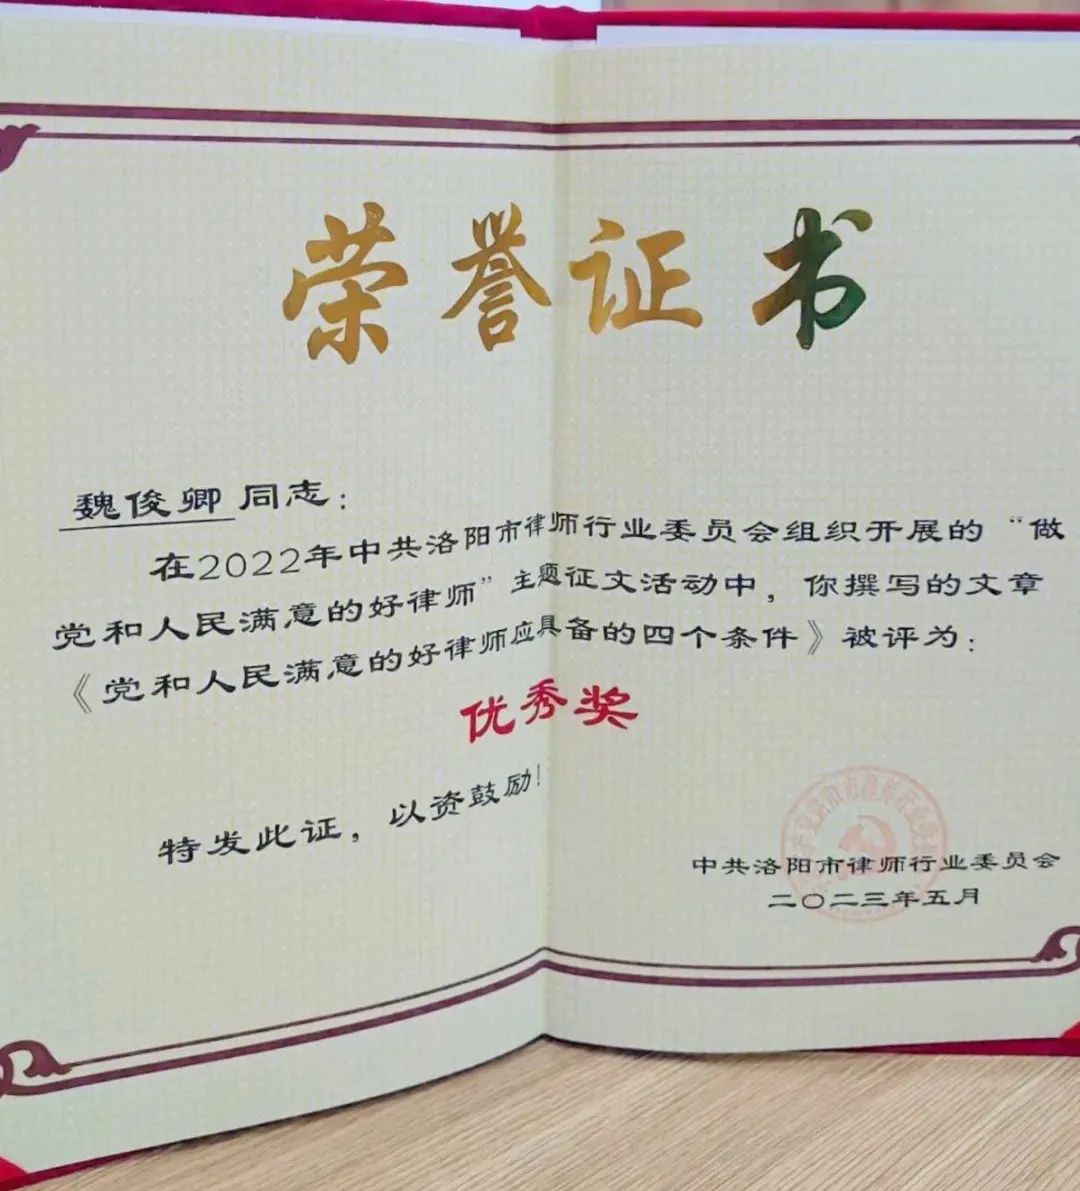 荣誉证书
魏俊卿 同志：
在2022年中共洛阳市律师行业委员会组织开展的“做
党和人民满意的好律师”主题征文活动中，你撰写的文章
《党和人民满意的好律师应具备的四个条件》被评为：
优秀奖
特发此证，以资鼓励！
中共洛阳市律师行业委员会
二〇二三年五月